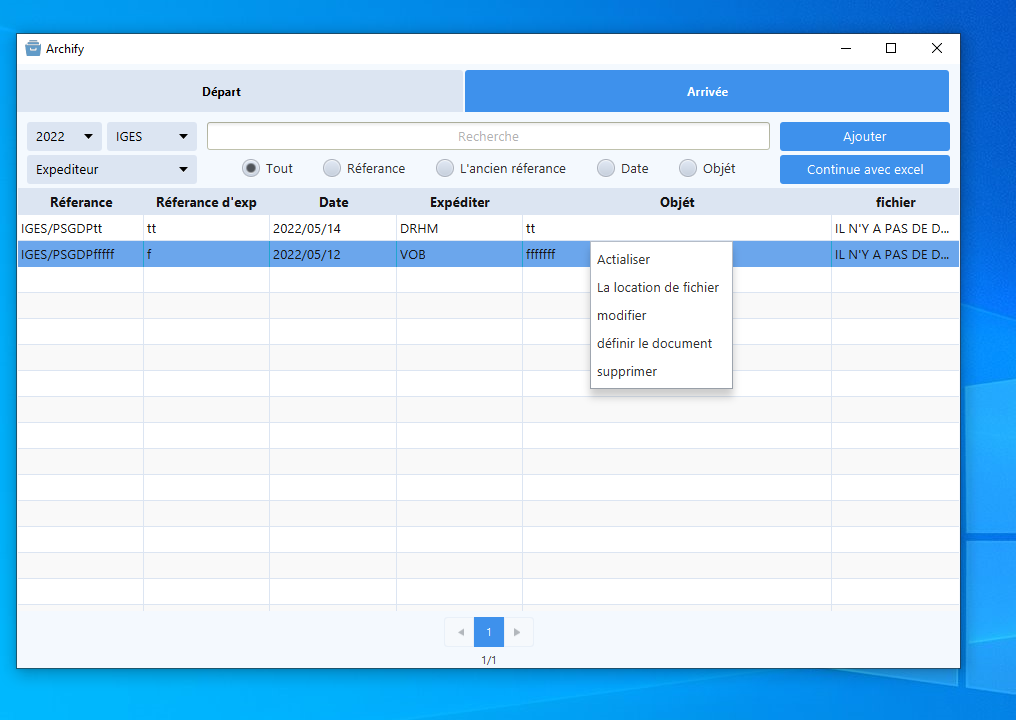 Archify
Départ Arrivée
2022 IGES Recherche Ajouter
Expediteur Tout Réferance L'ancien réferance Date Objét Continue avec excel
Réferance Réferance d'exp Date Expéditer Objét fichier
IGES/PSGDPtt tt 2022/05/14 DRHM tt IL N'Y A PAS DE D...
IGES/PSGDPfffff f 2022/05/12 VOB fffffff IL N'Y A PAS DE D...
Actialiser
La location de fichier
modifier
définir le document
supprimer
1
1/1